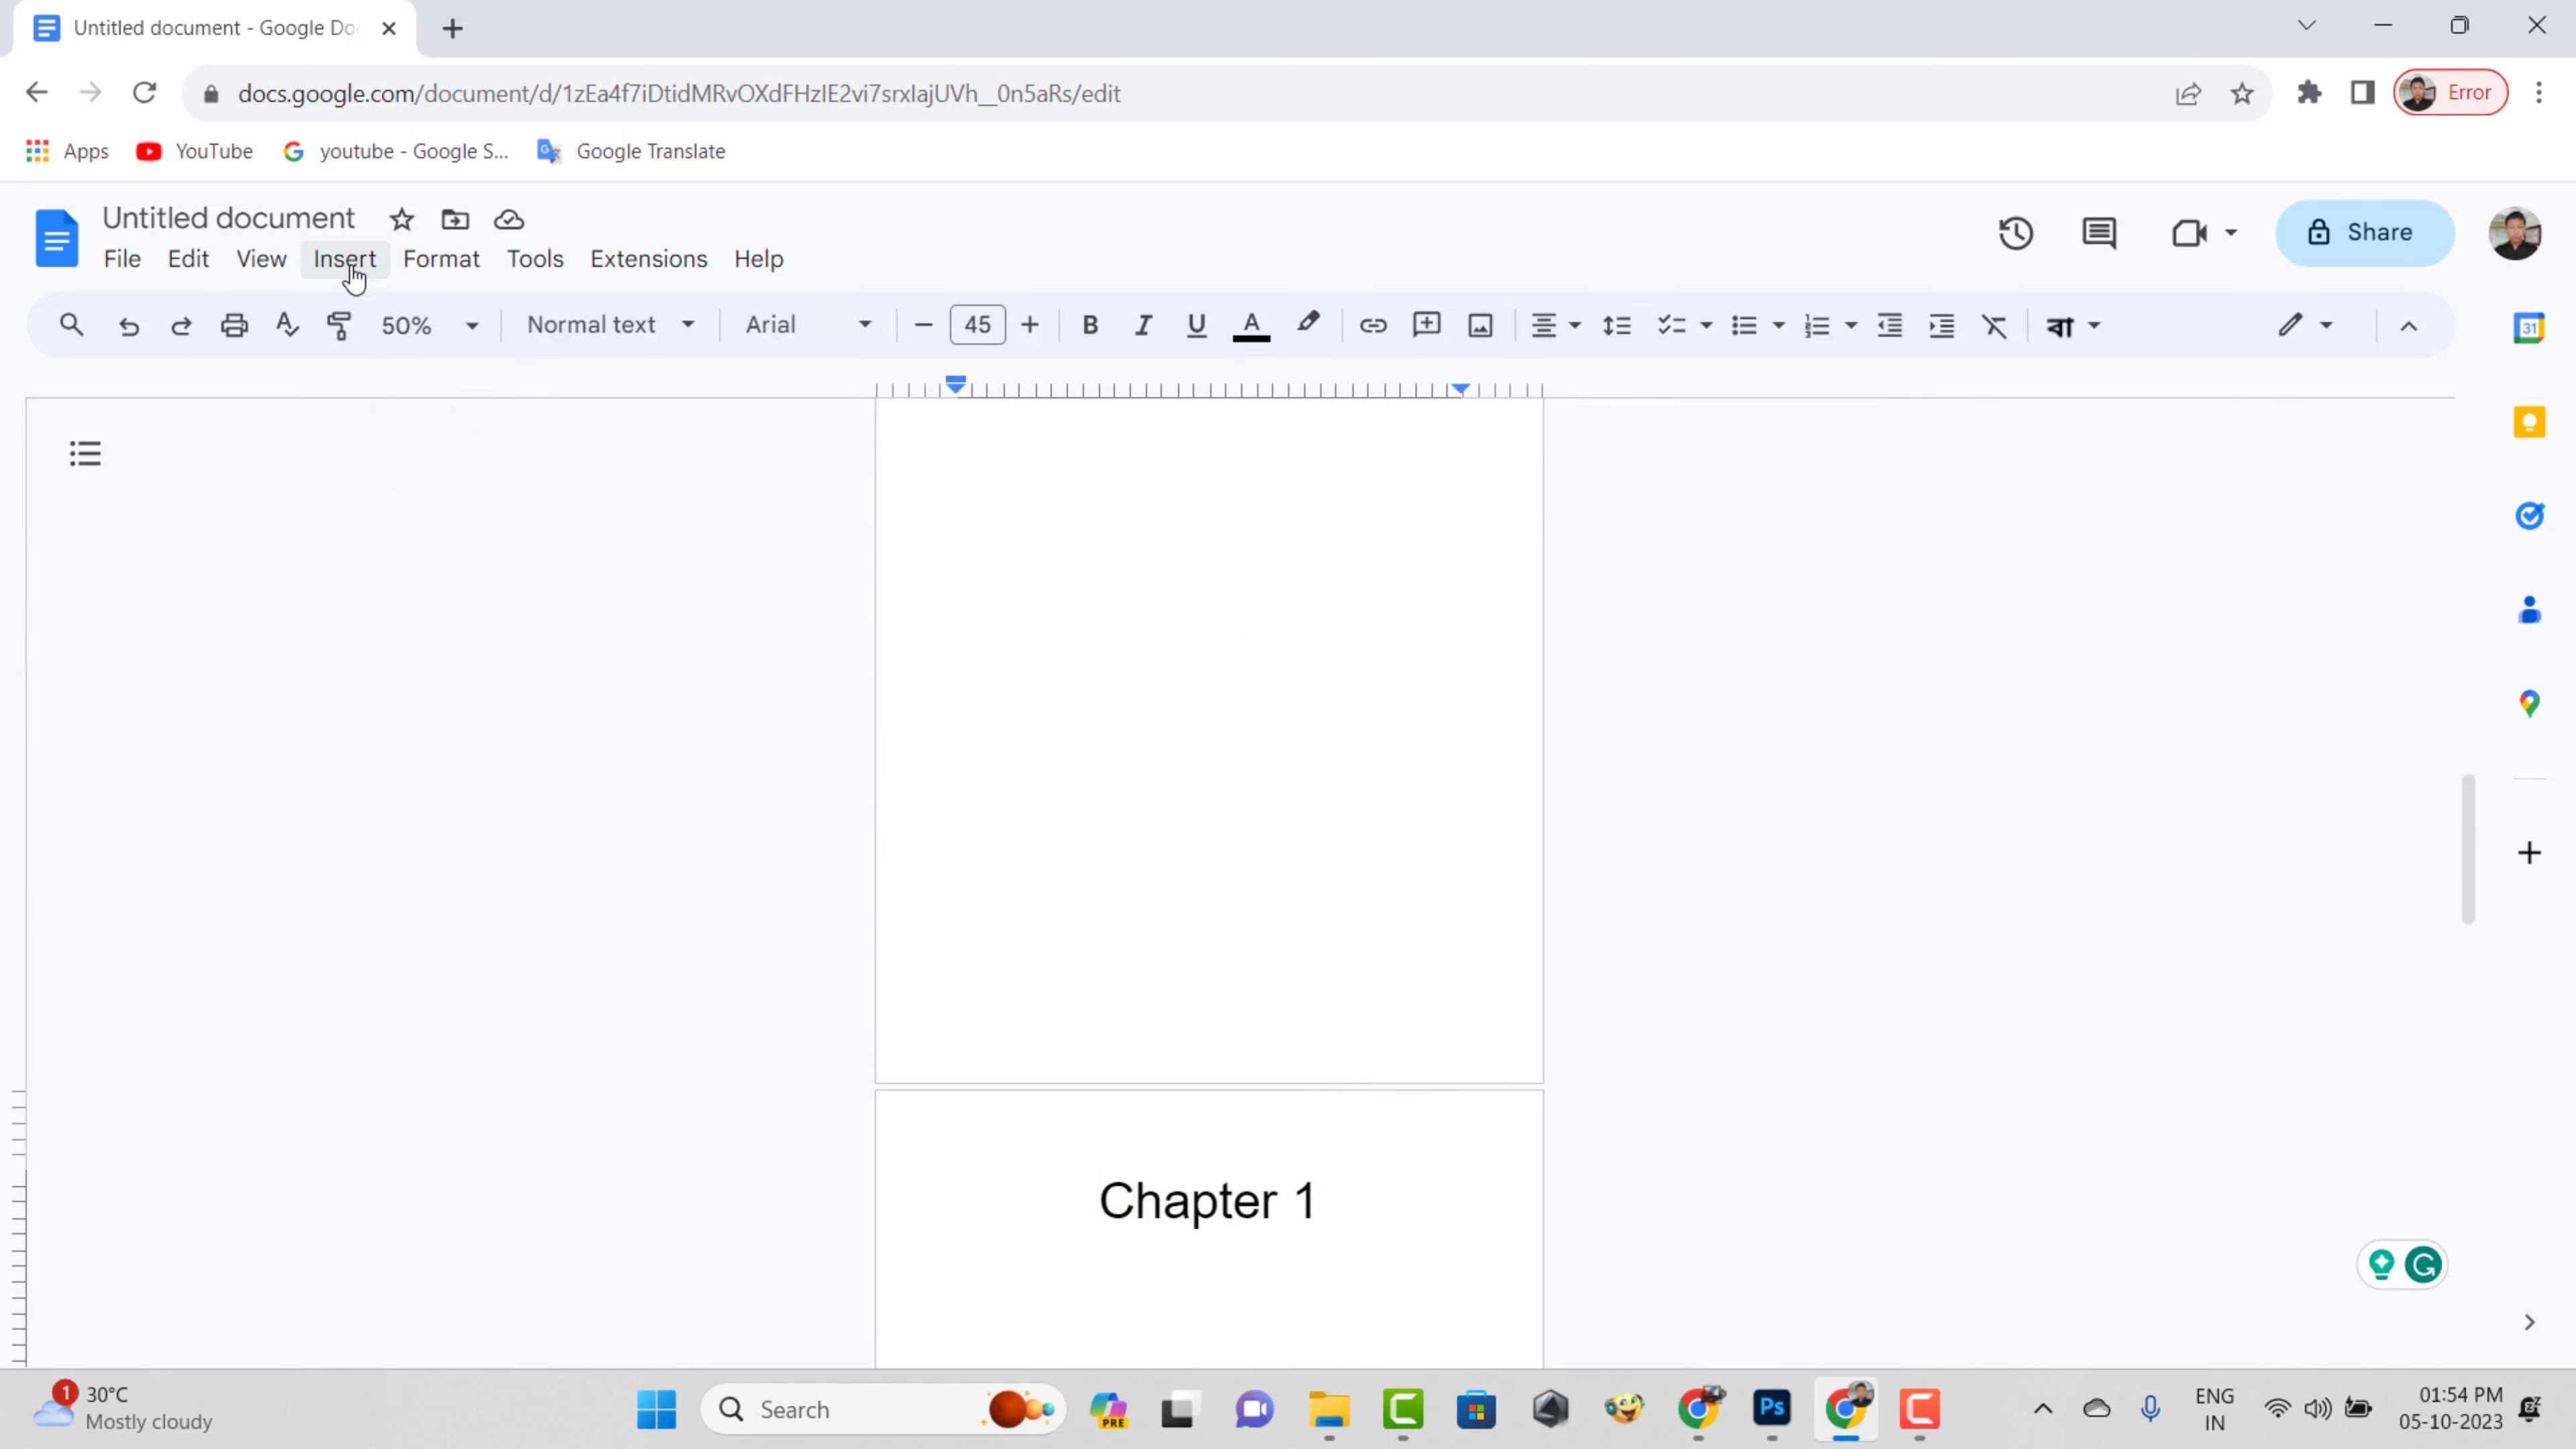 Untitled document - Google Do
docs.google.com/document/d/1zEa4f7iDtidMRvOXdFHzIE2vi7srxIajUVh__0n5aRs/edit
Error
Apps YouTube youtube - Google S... Google Translate
Untitled document
Share
File Edit View Insert Format Tools Extensions Help
50% Normal text Arial 45 B I U A বা
31
Chapter 1
1 30°C
Mostly cloudy
Search
PRE
Ps
ENG
IN
01:54 PM
05-10-2023